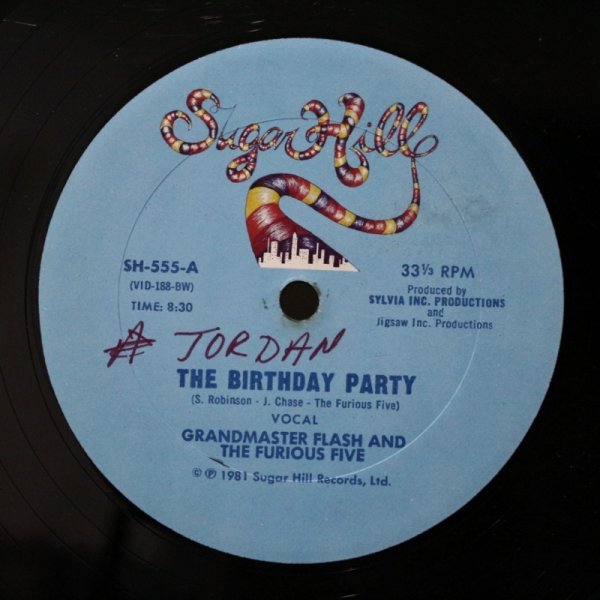 Sugar Hill
SH-555-A
(VID-188-BW)
TIME: 8:30
33⅓ RPM
Produced by
SYLVIA INC. PRODUCTIONS
and
Jigsaw Inc. Productions
A JORDAN
THE BIRTHDAY PARTY
(S. Robinson - J. Chase - The Furious Five)
VOCAL
GRANDMASTER FLASH AND
THE FURIOUS FIVE
© ℗ 1981 Sugar Hill Records, Ltd.